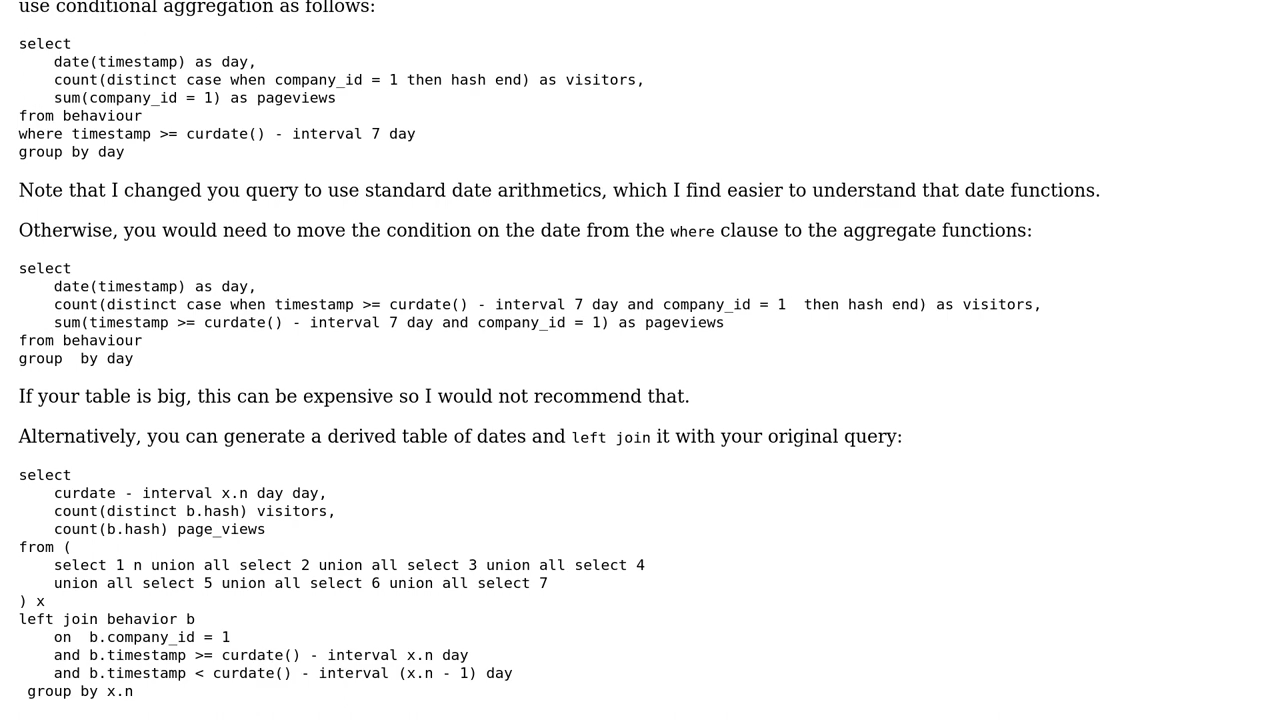 use conditional aggregation as follows:
select
    date(timestamp) as day,
    count(distinct case when company_id = 1 then hash end) as visitors,
    sum(company_id = 1) as pageviews
from behaviour
where timestamp >= curdate() - interval 7 day
group by day
Note that I changed you query to use standard date arithmetics, which I find easier to understand that date functions.
Otherwise, you would need to move the condition on the date from the where clause to the aggregate functions:
select
    date(timestamp) as day,
    count(distinct case when timestamp >= curdate() - interval 7 day and company_id = 1  then hash end) as visitors,
    sum(timestamp >= curdate() - interval 7 day and company_id = 1) as pageviews
from behaviour
group  by day
If your table is big, this can be expensive so I would not recommend that.
Alternatively, you can generate a derived table of dates and left join it with your original query:
select
    curdate - interval x.n day day,
    count(distinct b.hash) visitors,
    count(b.hash) page_views
from (
    select 1 n union all select 2 union all select 3 union all select 4
    union all select 5 union all select 6 union all select 7
) x
left join behavior b
    on  b.company_id = 1
    and b.timestamp >= curdate() - interval x.n day
    and b.timestamp < curdate() - interval (x.n - 1) day
 group by x.n